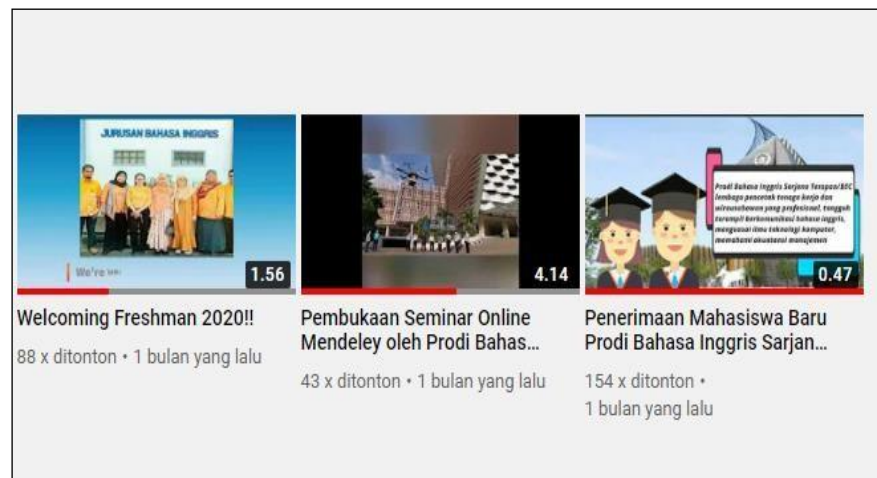 JURUSAN BAHASA INGGRIS
We're
1.56
Welcoming Freshman 2020!!
88 x ditonton • 1 bulan yang lalu
4.14
Pembukaan Seminar Online
Mendeley oleh Prodi Bahas...
43 x ditonton • 1 bulan yang lalu
Prodi Bahasa Inggris Sarjana Terapan/BEC
lembaga pencetak tenaga kerja dan
wirausahawan yang profesional, tangguh
terampil berkomunikasi bahasa inggris,
menguasai ilmu teknologi komputer,
memahami akuntansi manajemen
0.47
Penerimaan Mahasiswa Baru
Prodi Bahasa Inggris Sarjan...
154 x ditonton •
1 bulan yang lalu